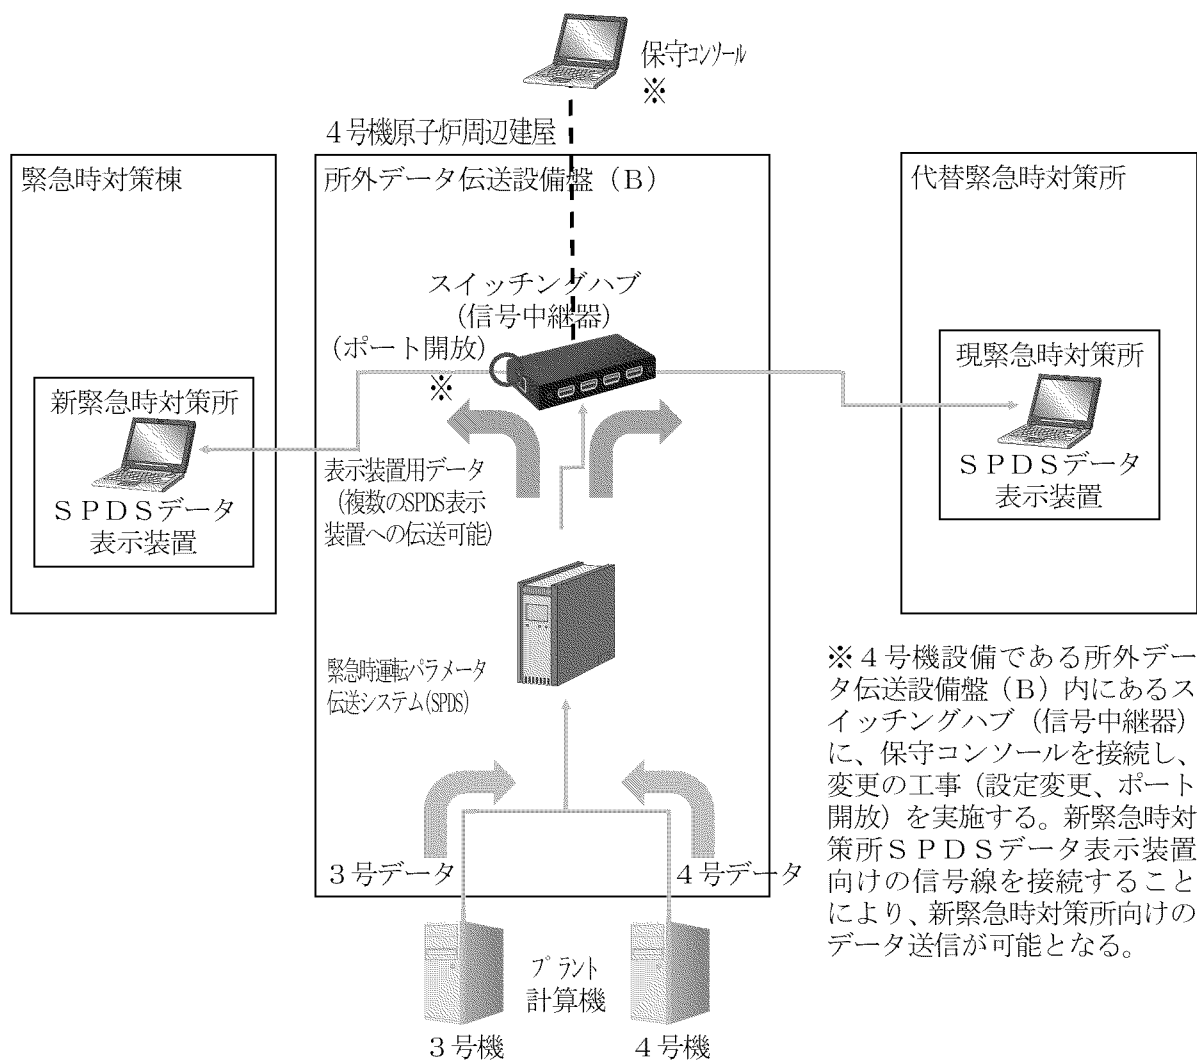 保守コンソール
※
4号機原子炉周辺建屋
緊急時対策棟
所外データ伝送設備盤（B）
代替緊急時対策所
スイッチングハブ
（信号中継器）
（ポート開放）
※
新緊急時対策所
ＳＰＤＳデータ
表示装置
現緊急時対策所
ＳＰＤＳデータ
表示装置
表示装置用データ
（複数のSPDS表示
装置への伝送可能）
緊急時運転パラメータ
伝送システム(SPDS)
※４号機設備である所外デー
タ伝送設備盤（B）内にあるス
イッチングハブ（信号中継器）
に、保守コンソールを接続し、
変更の工事（設定変更、ポート
開放）を実施する。新緊急時対
策所ＳＰＤＳデータ表示装置
向けの信号線を接続すること
により、新緊急時対策所向けの
データ送信が可能となる。
３号データ
４号データ
プラント
計算機
３号機
４号機